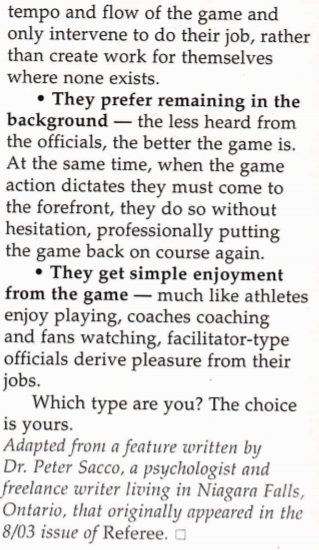 tempo and flow of the game and
only intervene to do their job, rather
than create work for themselves
where none exists.
• They prefer remaining in the
background — the less heard from
the officials, the better the game is.
At the same time, when the game
action dictates they must come to
the forefront, they do so without
hesitation, professionally putting
the game back on course again.
• They get simple enjoyment
from the game — much like athletes
enjoy playing, coaches coaching
and fans watching, facilitator-type
officials derive pleasure from their
jobs.
Which type are you? The choice
is yours.
Adapted from a feature written by
Dr. Peter Sacco, a psychologist and
freelance writer living in Niagara Falls,
Ontario, that originally appeared in the
8/03 issue of Referee. □